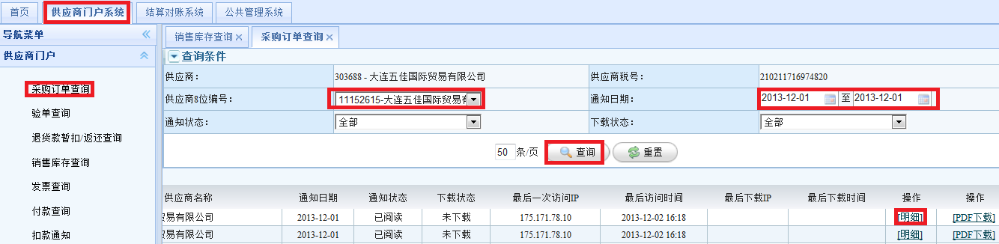 首页 供应商门户系统 结算对账系统 公共管理系统
导航菜单
供应商门户
采购订单查询
验单查询
退货款暂扣/返还查询
销售库存查询
发票查询
付款查询
扣款通知
销售库存查询 采购订单查询
查询条件
供应商： 303688 - 大连五佳国际贸易有限公司 供应商税号： 210211716974820
供应商8位编号： 11152615-大连五佳国际贸易有 通知日期： 2013-12-01 至 2013-12-01
通知状态： 全部 下载状态： 全部
50 条/页 查询 重置
供应商名称 通知日期 通知状态 下载状态 最后一次访问IP 最后访问时间 最后下载IP 最后下载时间 操作 操作
贸易有限公司 2013-12-01 已阅读 未下载 175.171.78.10 2013-12-02 16:18 [明细] [PDF下载]
贸易有限公司 2013-12-01 已阅读 未下载 175.171.78.10 2013-12-02 16:18 [明细] [PDF下载]